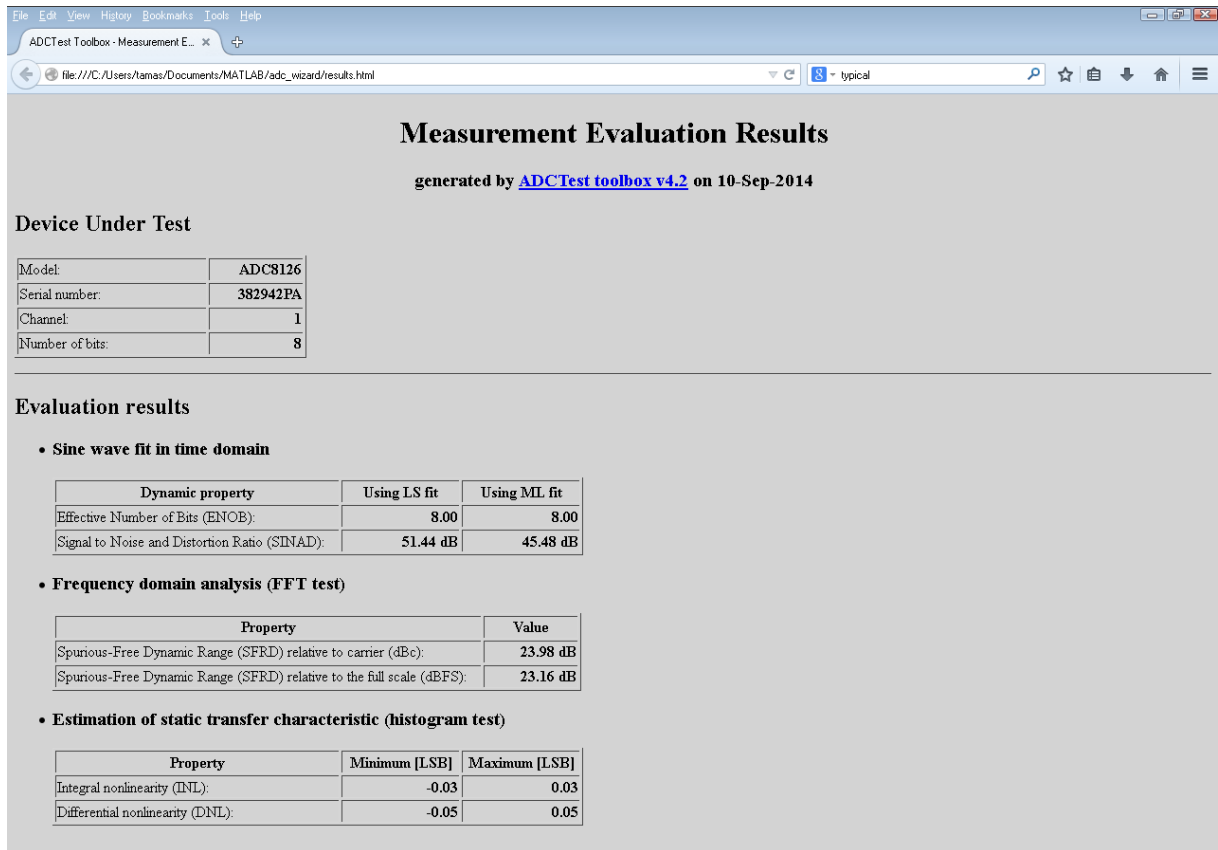 File Edit View History Bookmarks Tools Help
ADCTest Toolbox - Measurement E...
file:///C:/Users/tamas/Documents/MATLAB/adc_wizard/results.html
8 typical
Measurement Evaluation Results
generated by ADCTest toolbox v4.2 on 10-Sep-2014
Device Under Test
Model: ADC8126
Serial number: 382942PA
Channel: 1
Number of bits: 8
Evaluation results
• Sine wave fit in time domain
Dynamic property Using LS fit Using ML fit
Effective Number of Bits (ENOB): 8.00 8.00
Signal to Noise and Distortion Ratio (SINAD): 51.44 dB 45.48 dB
• Frequency domain analysis (FFT test)
Property Value
Spurious-Free Dynamic Range (SFRD) relative to carrier (dBc): 23.98 dB
Spurious-Free Dynamic Range (SFRD) relative to the full scale (dBFS): 23.16 dB
• Estimation of static transfer characteristic (histogram test)
Property Minimum [LSB] Maximum [LSB]
Integral nonlinearity (INL): -0.03 0.03
Differential nonlinearity (DNL): -0.05 0.05